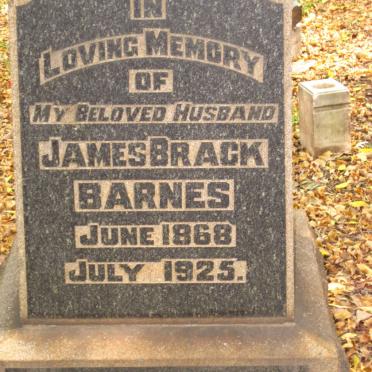 IN
LOVING MEMORY
OF
MY BELOVED HUSBAND
JAMES BRACK
BARNES
JUNE 1868
JULY 1925.